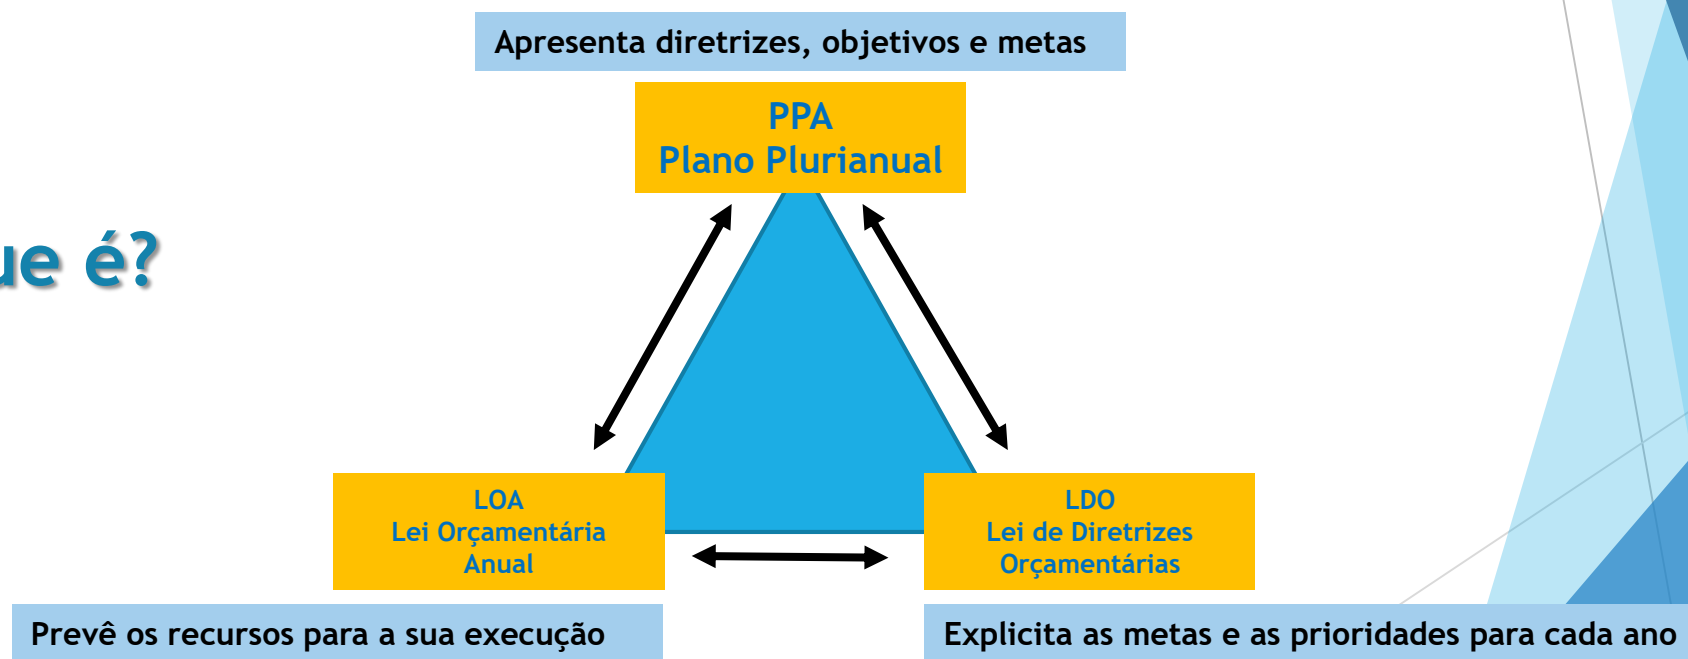 Apresenta diretrizes, objetivos e metas
PPA
Plano Plurianual
é?
LOA
Lei Orçamentária
Anual
LDO
Lei de Diretrizes
Orçamentárias
Prevê os recursos para a sua execução
Explicita as metas e as prioridades para cada ano